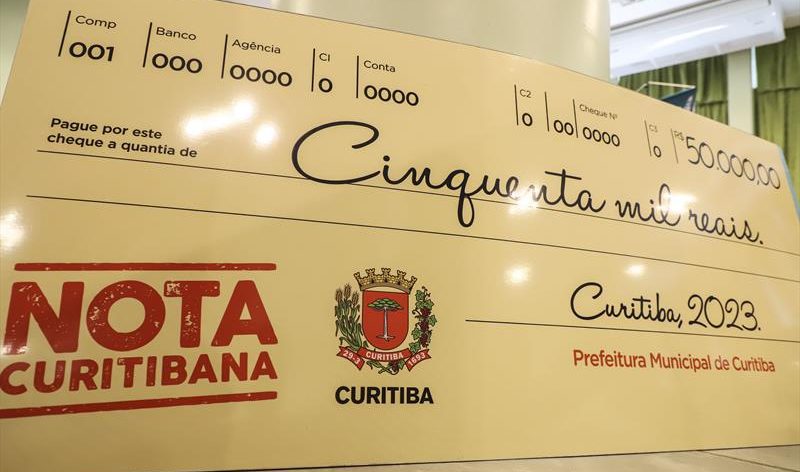 Comp Banco Agência C1 Conta C2 Cheque Nº C3 R$
001 000 0000 0 0000 0 00 0000 0 50.000,00
Pague por este
cheque a quantia de
Cinquenta mil reais.
Curitiba, 2023.
Prefeitura Municipal de Curitiba
NOTA
CURITIBANA
29-3 CURITIBA 1693
CURITIBA